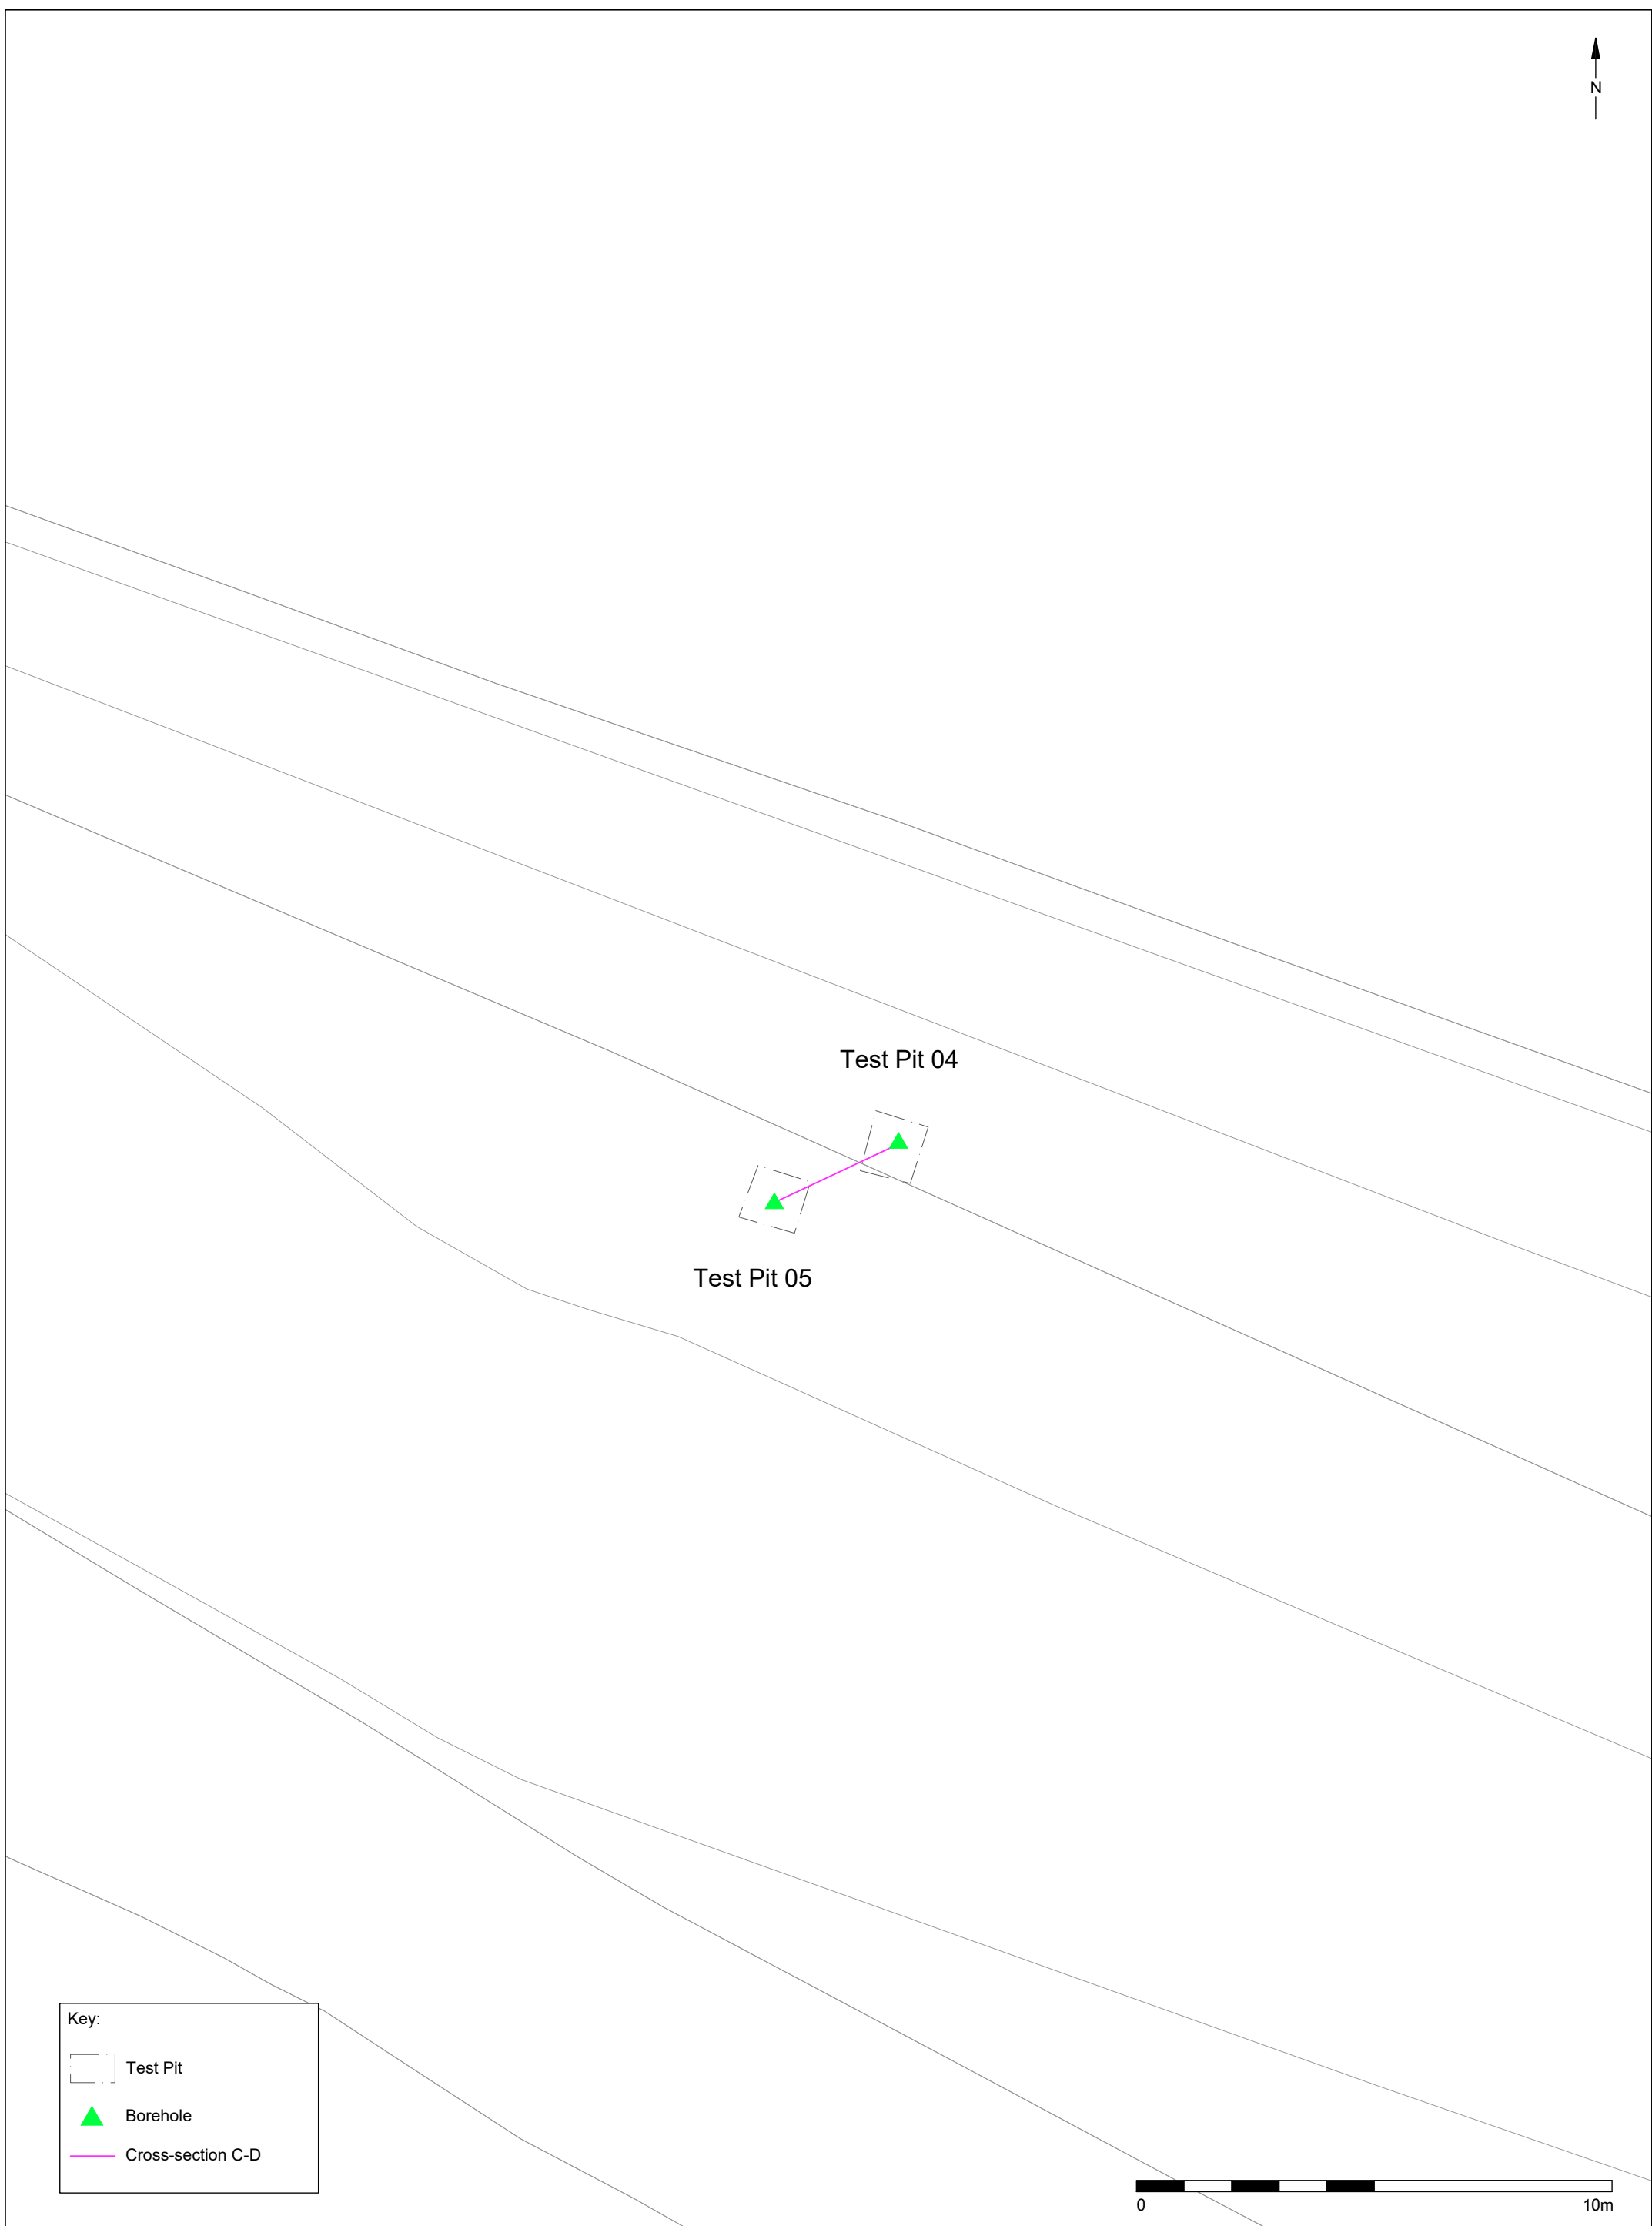 N
Test Pit 04
Test Pit 05
Key:
Test Pit
Borehole
Cross-section C-D
0 10m